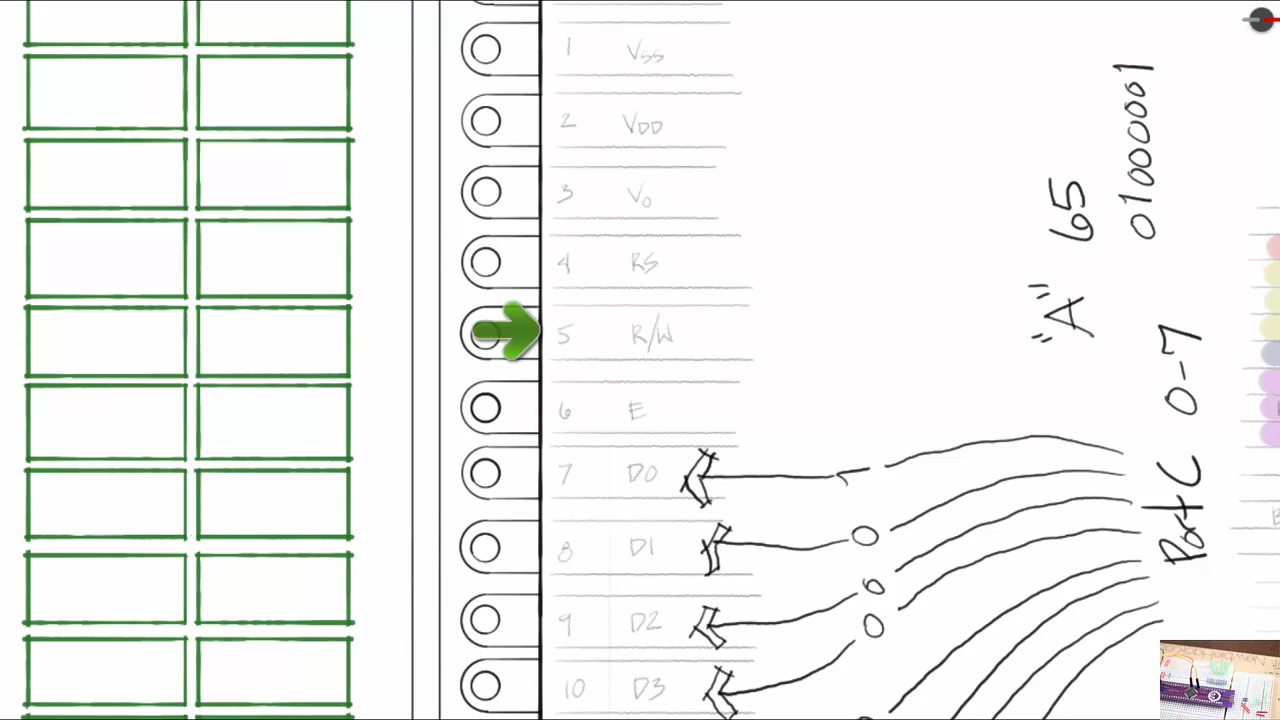 1 VSS
2 VDD
3 VO
4 RS
5 R/W
6 E
7 D0
8 D1
9 D2
10 D3
1
0
0
0
"A" 65
01000001
Port C 0-7